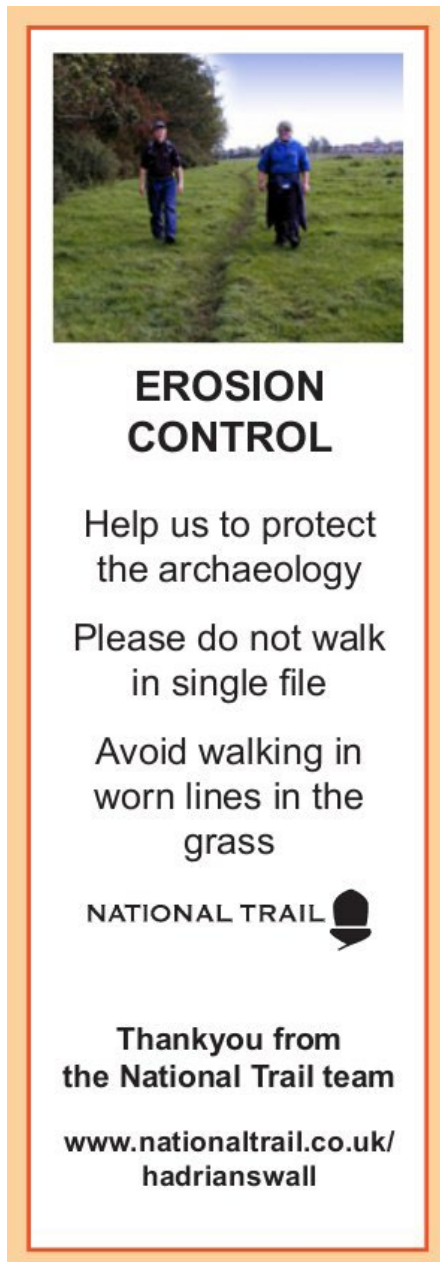 EROSION
CONTROL
Help us to protect
the archaeology
Please do not walk
in single file
Avoid walking in
worn lines in the
grass
NATIONAL TRAIL
Thankyou from
the National Trail team
www.nationaltrail.co.uk/
hadrianswall